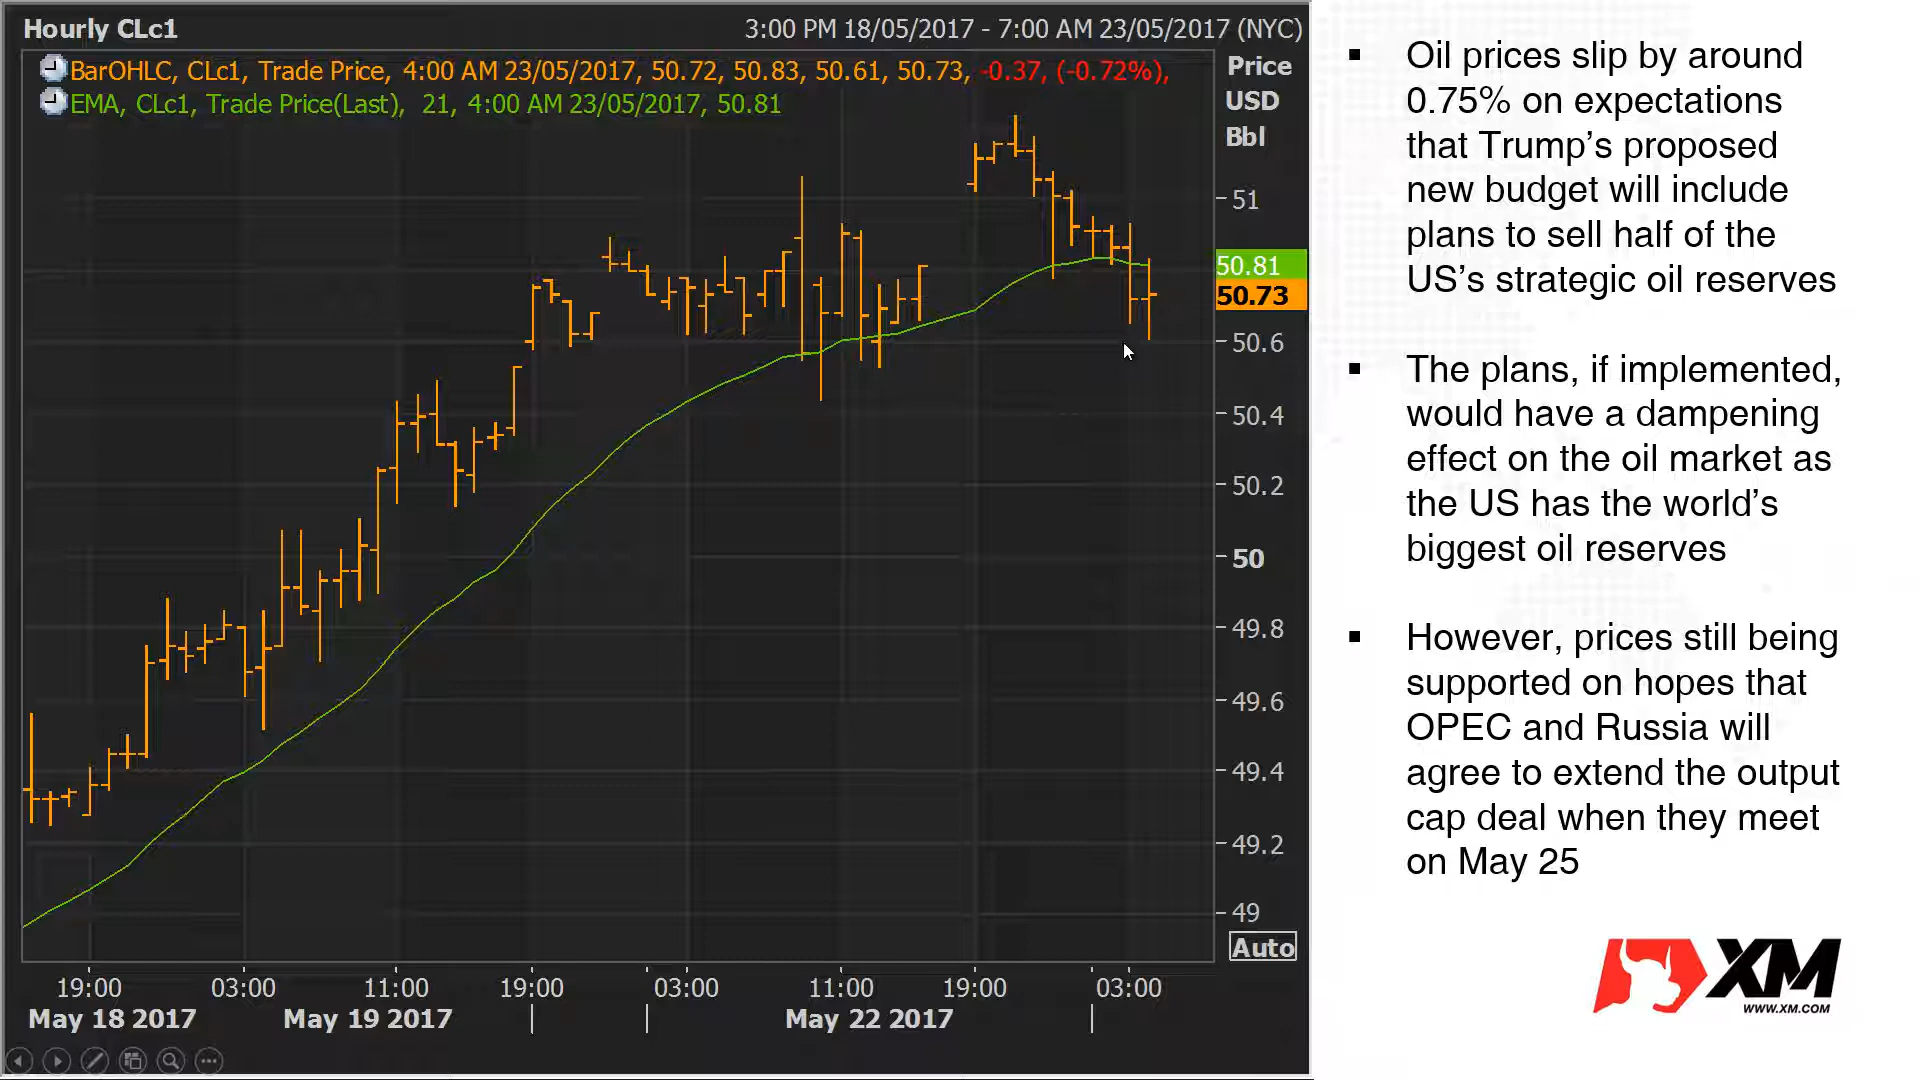 Hourly CLc1
3:00 PM 18/05/2017 - 7:00 AM 23/05/2017 (NYC)
BarOHLC, CLc1, Trade Price, 4:00 AM 23/05/2017, 50.72, 50.83, 50.61, 50.73, -0.37, (-0.72%),
EMA, CLc1, Trade Price(Last), 21, 4:00 AM 23/05/2017, 50.81
Price
USD
Bbl
51
50.81
50.73
50.6
50.4
50.2
50
49.8
49.6
49.4
49.2
49
Auto
19:00 03:00 11:00 19:00 03:00 11:00 19:00 03:00
May 18 2017 May 19 2017 May 22 2017
▪ Oil prices slip by around
0.75% on expectations
that Trump’s proposed
new budget will include
plans to sell half of the
US’s strategic oil reserves
▪ The plans, if implemented,
would have a dampening
effect on the oil market as
the US has the world’s
biggest oil reserves
▪ However, prices still being
supported on hopes that
OPEC and Russia will
agree to extend the output
cap deal when they meet
on May 25
XM
WWW.XM.COM